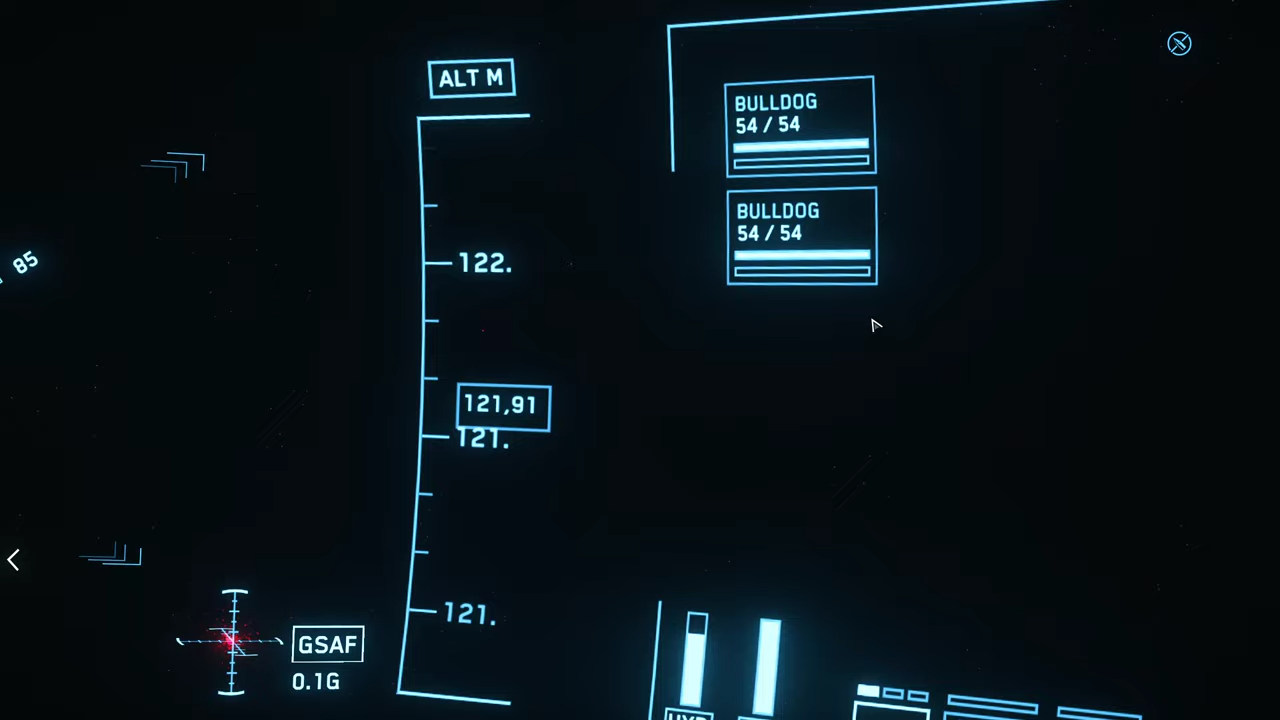 ALT M
BULLDOG
54 / 54
BULLDOG
54 / 54
85
122.
121,91
121.
121.
GSAF
0.1G